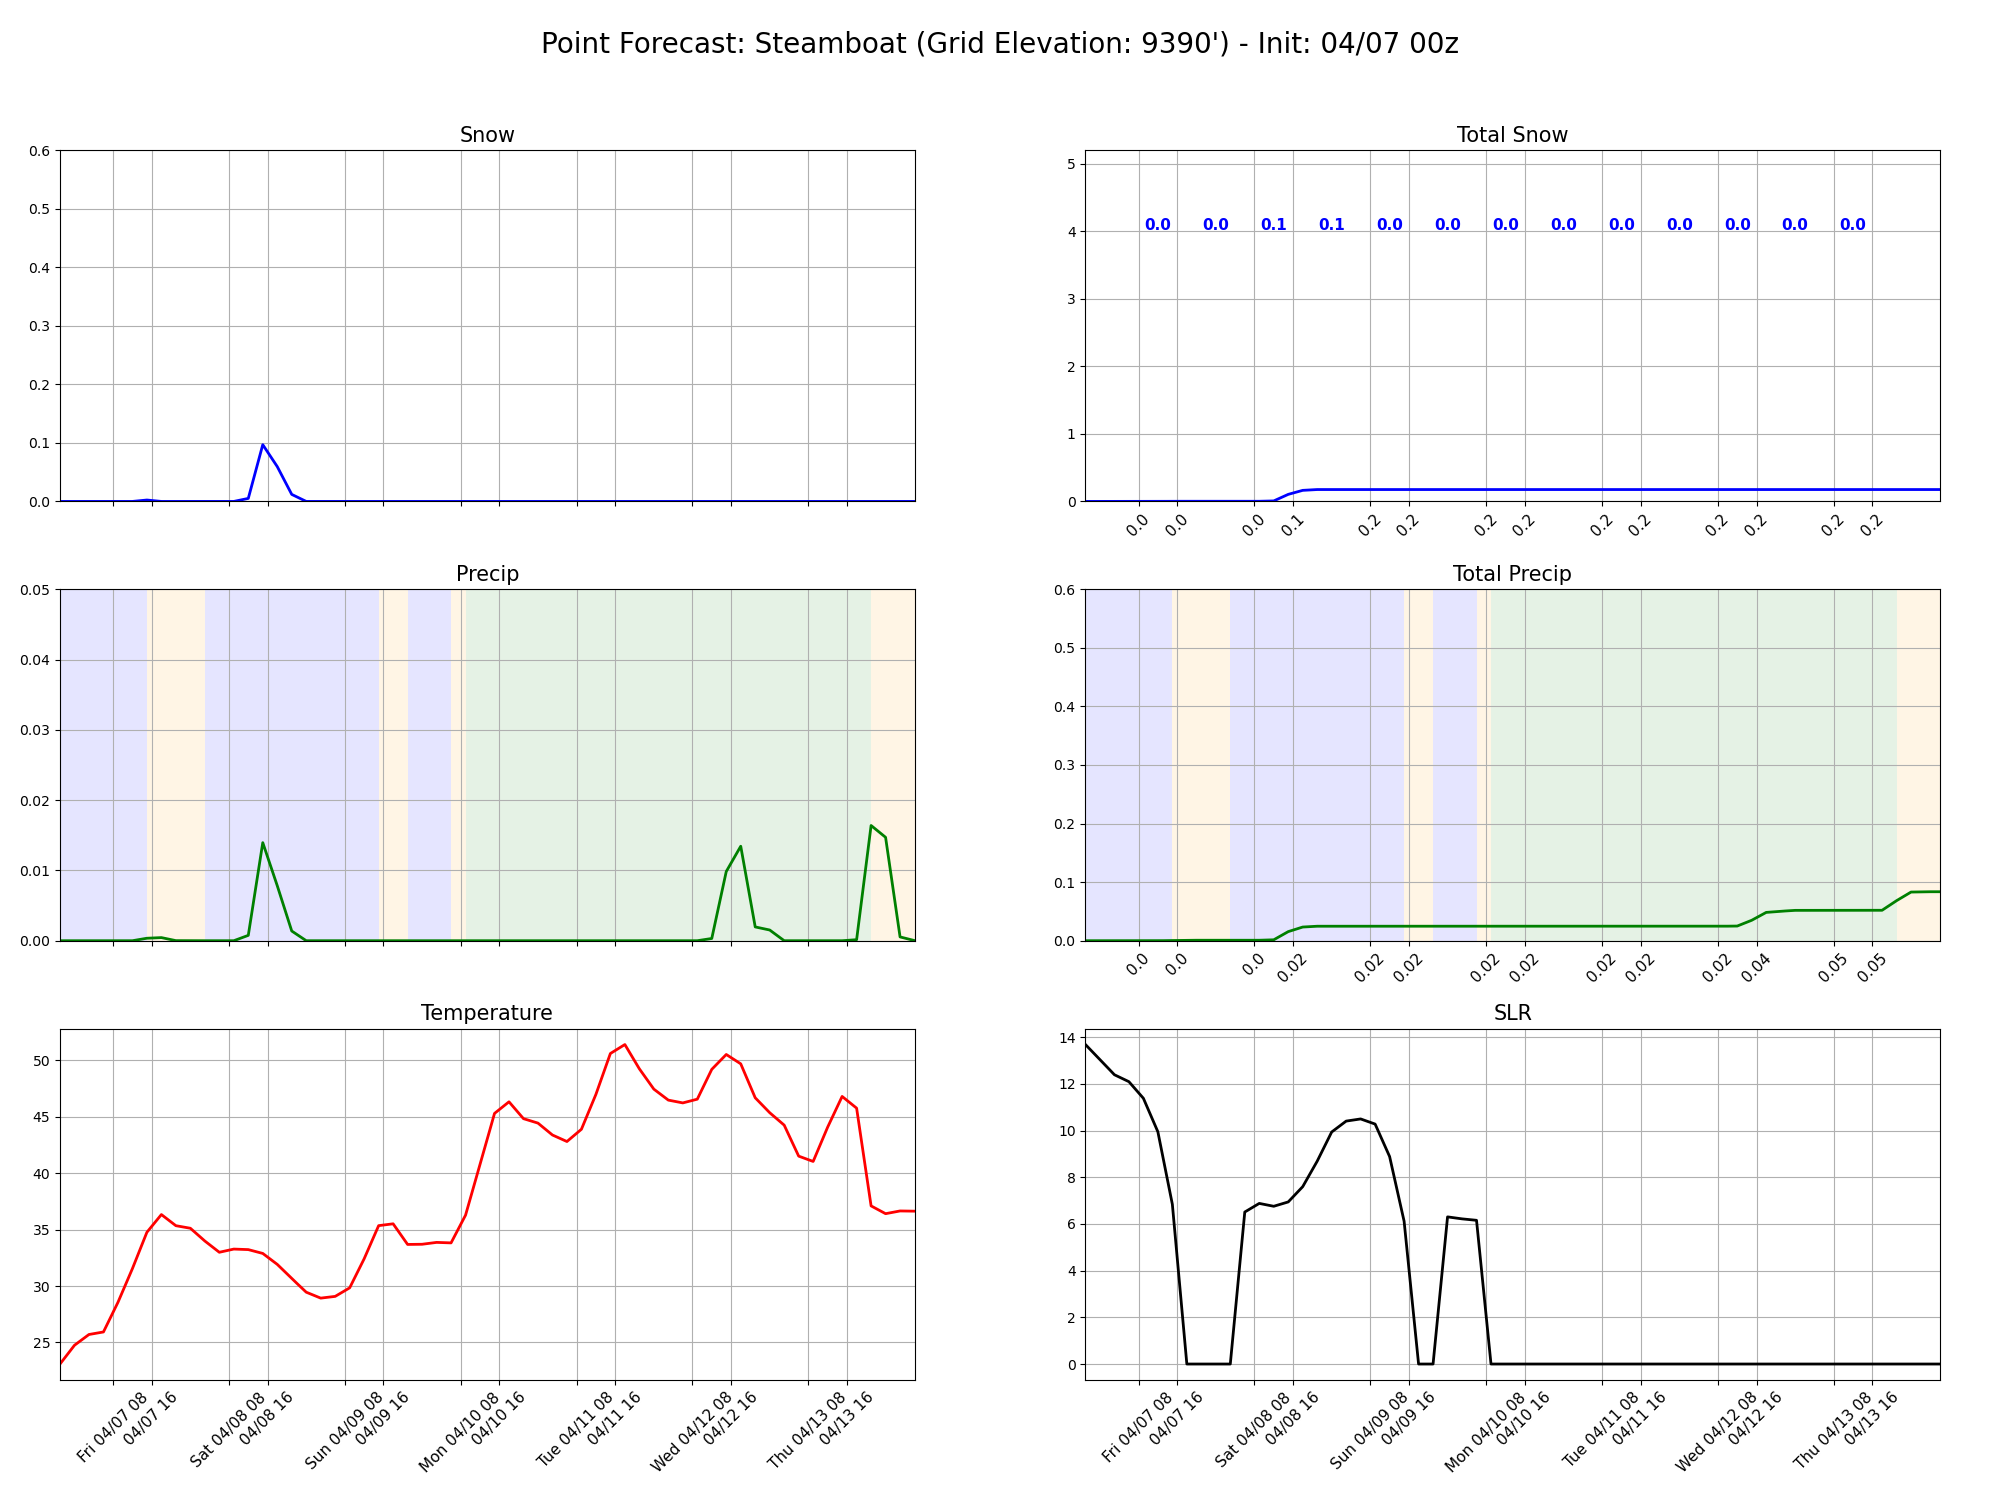 Point Forecast: Steamboat (Grid Elevation: 9390') - Init: 04/07 00z
Snow
0.6
0.5
0.4
0.3
0.2
0.1
0.0
Total Snow
5
4
3
2
1
0
0.0 0.0 0.1 0.1 0.0 0.0 0.0 0.0 0.0 0.0 0.0 0.0 0.0
0.0 0.0 0.0 0.1 0.2 0.2 0.2 0.2 0.2 0.2 0.2 0.2 0.2 0.2
Precip
0.05
0.04
0.03
0.02
0.01
0.00
Total Precip
0.6
0.5
0.4
0.3
0.2
0.1
0.0
0.0 0.0 0.0 0.02 0.02 0.02 0.02 0.02 0.02 0.02 0.02 0.04 0.05 0.05
Temperature
50
45
40
35
30
25
Fri 04/07 08
04/07 16
Sat 04/08 08
04/08 16
Sun 04/09 08
04/09 16
Mon 04/10 08
04/10 16
Tue 04/11 08
04/11 16
Wed 04/12 08
04/12 16
Thu 04/13 08
04/13 16
SLR
14
12
10
8
6
4
2
0
Fri 04/07 08
04/07 16
Sat 04/08 08
04/08 16
Sun 04/09 08
04/09 16
Mon 04/10 08
04/10 16
Tue 04/11 08
04/11 16
Wed 04/12 08
04/12 16
Thu 04/13 08
04/13 16